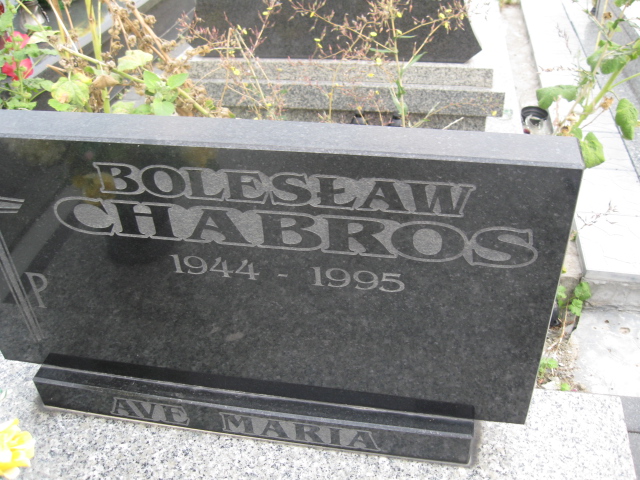 BOLESŁAW
CHABROS
1944 - 1995
P
AVE MARIA